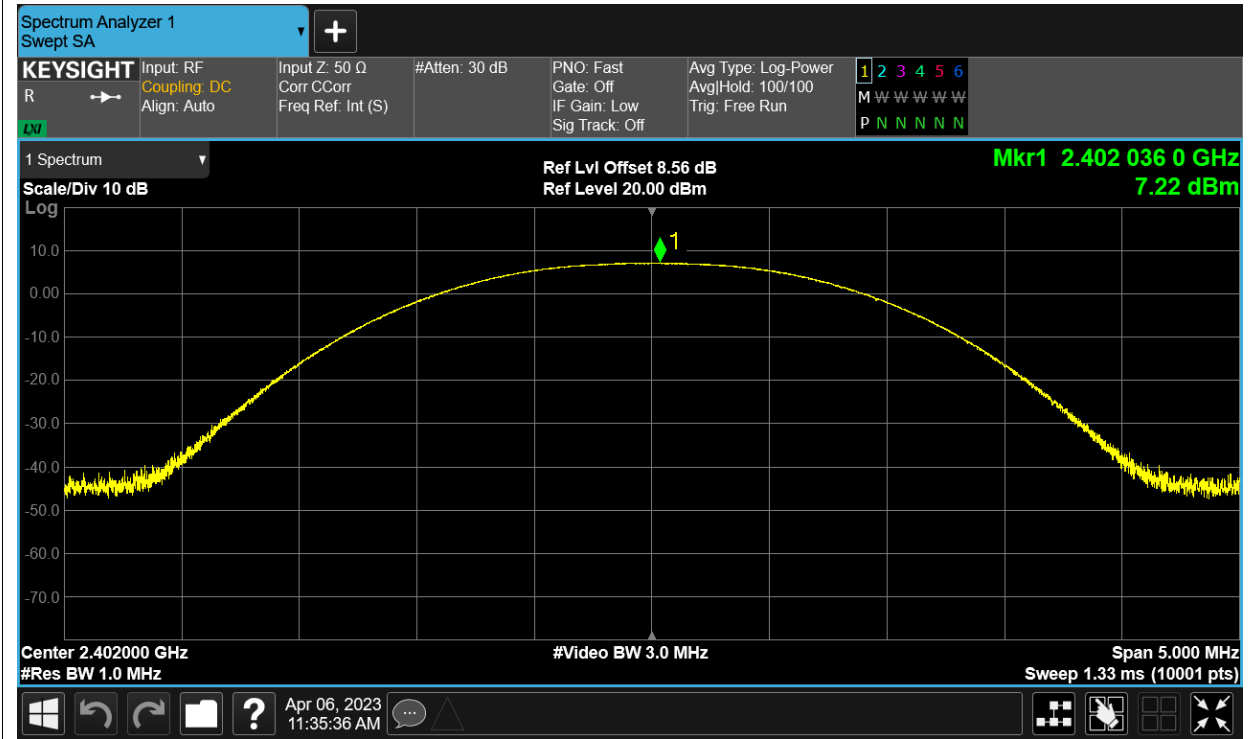 Spectrum Analyzer 1
Swept SA
KEYSIGHT
R
LXI
Input: RF
Coupling: DC
Align: Auto
Input Z: 50 Ω
Corr CCorr
Freq Ref: Int (S)
#Atten: 30 dB
PNO: Fast
Gate: Off
IF Gain: Low
Sig Track: Off
Avg Type: Log-Power
Avg|Hold: 100/100
Trig: Free Run
1 2 3 4 5 6
M W W W W W
P N N N N N
1 Spectrum
Scale/Div 10 dB
Log
Ref Lvl Offset 8.56 dB
Ref Level 20.00 dBm
Mkr1 2.402 036 0 GHz
7.22 dBm
1
10.0
0.00
-10.0
-20.0
-30.0
-40.0
-50.0
-60.0
-70.0
Center 2.402000 GHz
#Res BW 1.0 MHz
#Video BW 3.0 MHz
Span 5.000 MHz
Sweep 1.33 ms (10001 pts)
?
Apr 06, 2023
11:35:36 AM